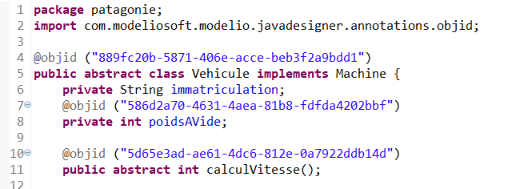 1 package patagonie;
2 import com.modeliosoft.modelio.javadesigner.annotations.objid;
3
4 @objid ("889fc20b-5871-406e-acce-beb3f2a9bdd1")
5 public abstract class Vehicule implements Machine {
6 private String immatriculation;
7 @objid ("586d2a70-4631-4aea-81b8-fdfda4202bbf")
8 private int poidsAVide;
9
10 @objid ("5d65e3ad-ae61-4dc6-812e-0a7922ddb14d")
11 public abstract int calculVitesse();
12